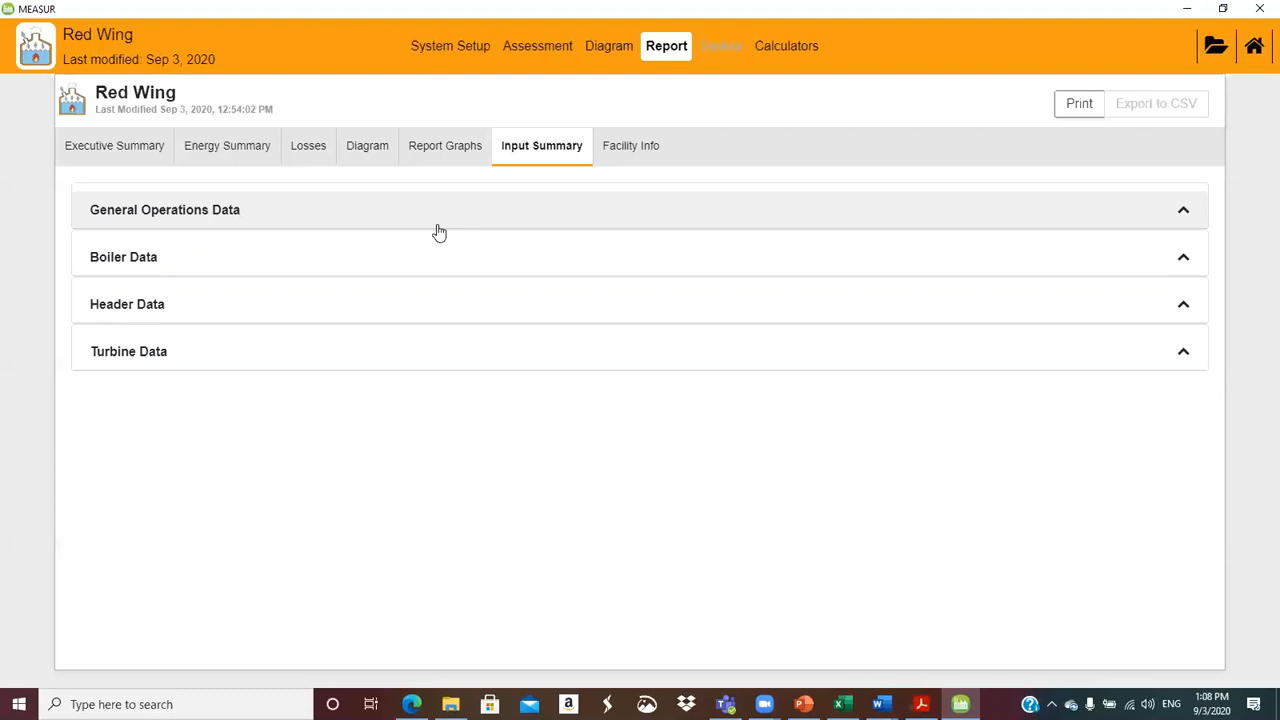 MEASUR
Red Wing
Last modified: Sep 3, 2020
System Setup Assessment Diagram Report Calculators
Red Wing
Last Modified Sep 3, 2020, 12:54:02 PM
Print Export to CSV
Executive Summary Energy Summary Losses Diagram Report Graphs Input Summary Facility Info
General Operations Data
Boiler Data
Header Data
Turbine Data
Type here to search
ENG
1:08 PM
9/3/2020